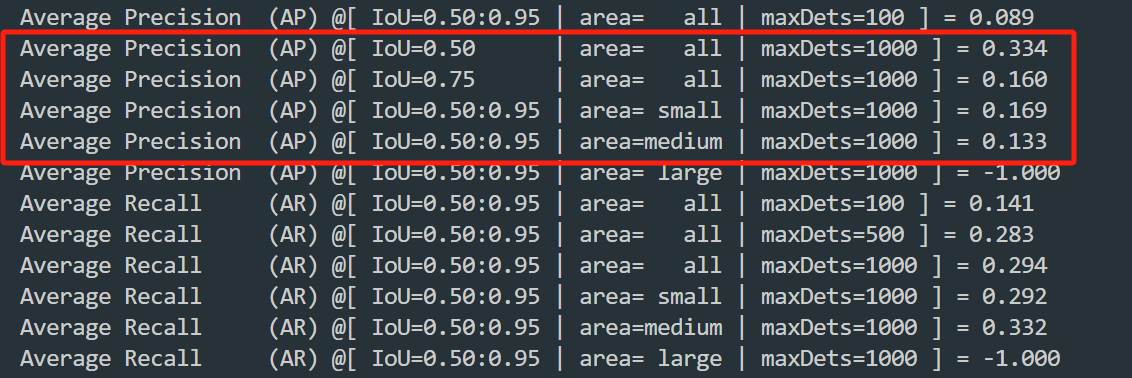 Average Precision  (AP) @[ IoU=0.50:0.95 | area=   all | maxDets=100 ] = 0.089
Average Precision  (AP) @[ IoU=0.50      | area=   all | maxDets=1000 ] = 0.334
Average Precision  (AP) @[ IoU=0.75      | area=   all | maxDets=1000 ] = 0.160
Average Precision  (AP) @[ IoU=0.50:0.95 | area= small | maxDets=1000 ] = 0.169
Average Precision  (AP) @[ IoU=0.50:0.95 | area=medium | maxDets=1000 ] = 0.133
Average Precision  (AP) @[ IoU=0.50:0.95 | area= large | maxDets=1000 ] = -1.000
Average Recall     (AR) @[ IoU=0.50:0.95 | area=   all | maxDets=100 ] = 0.141
Average Recall     (AR) @[ IoU=0.50:0.95 | area=   all | maxDets=500 ] = 0.283
Average Recall     (AR) @[ IoU=0.50:0.95 | area=   all | maxDets=1000 ] = 0.294
Average Recall     (AR) @[ IoU=0.50:0.95 | area= small | maxDets=1000 ] = 0.292
Average Recall     (AR) @[ IoU=0.50:0.95 | area=medium | maxDets=1000 ] = 0.332
Average Recall     (AR) @[ IoU=0.50:0.95 | area= large | maxDets=1000 ] = -1.000